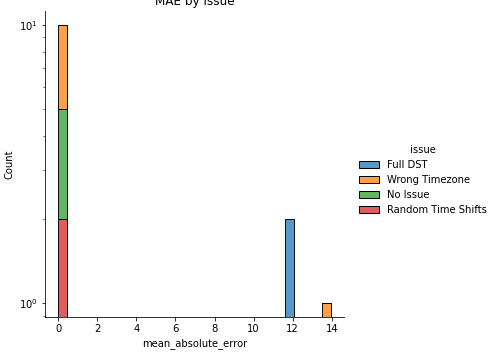 MAE by issue
10¹
10⁰
Count
0 2 4 6 8 10 12 14
mean_absolute_error
issue
Full DST
Wrong Timezone
No Issue
Random Time Shifts